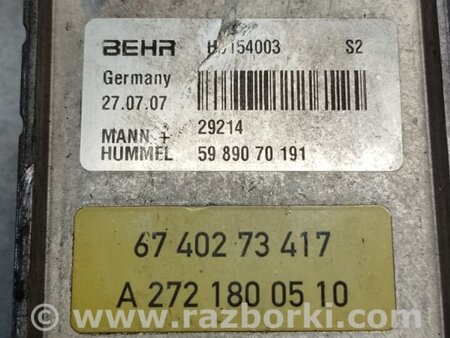 BEHR S2
Germany
27.07.07
29214
MANN +
HUMMEL 59 890 70 191
67 402 73 417
A 272 180 05 10
© www.razborki.com